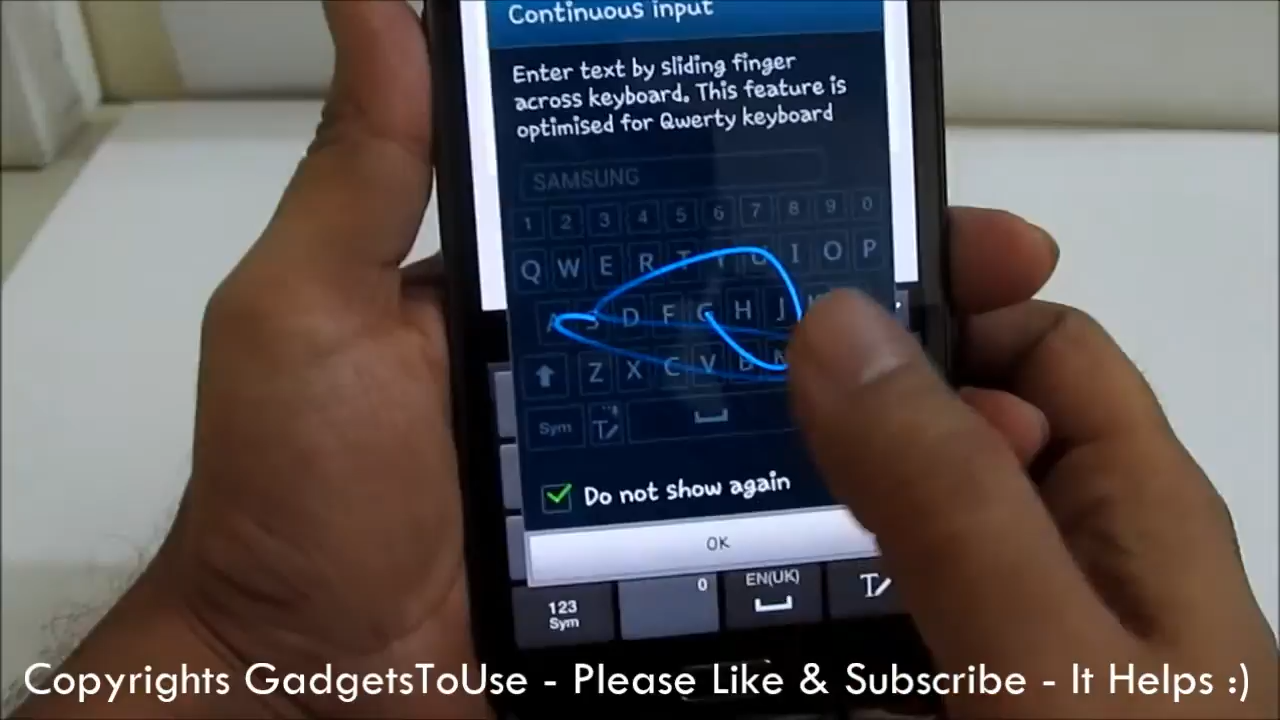 Continuous input
Enter text by sliding finger
across keyboard. This feature is
optimised for Qwerty keyboard
SAMSUNG
1 2 3 4 5 6 7 8 9 0
Q W E R T Y U I O P
A S D F G H J K
Z X C V B N
Sym T
Do not show again
OK
0 EN(UK)
123 T
Sym
Copyrights GadgetsToUse - Please Like & Subscribe - It Helps :)